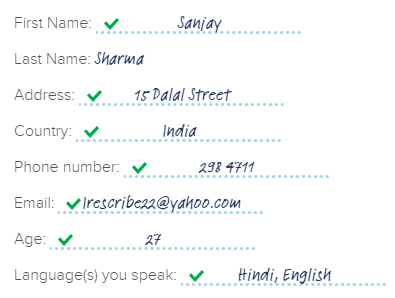 First Name: Sanjay
Last Name: Sharma
Address: 15 Dalal Street
Country: India
Phone number: 298 4711
Email: Irescribe22@yahoo.com
Age: 27
Language(s) you speak: Hindi, English